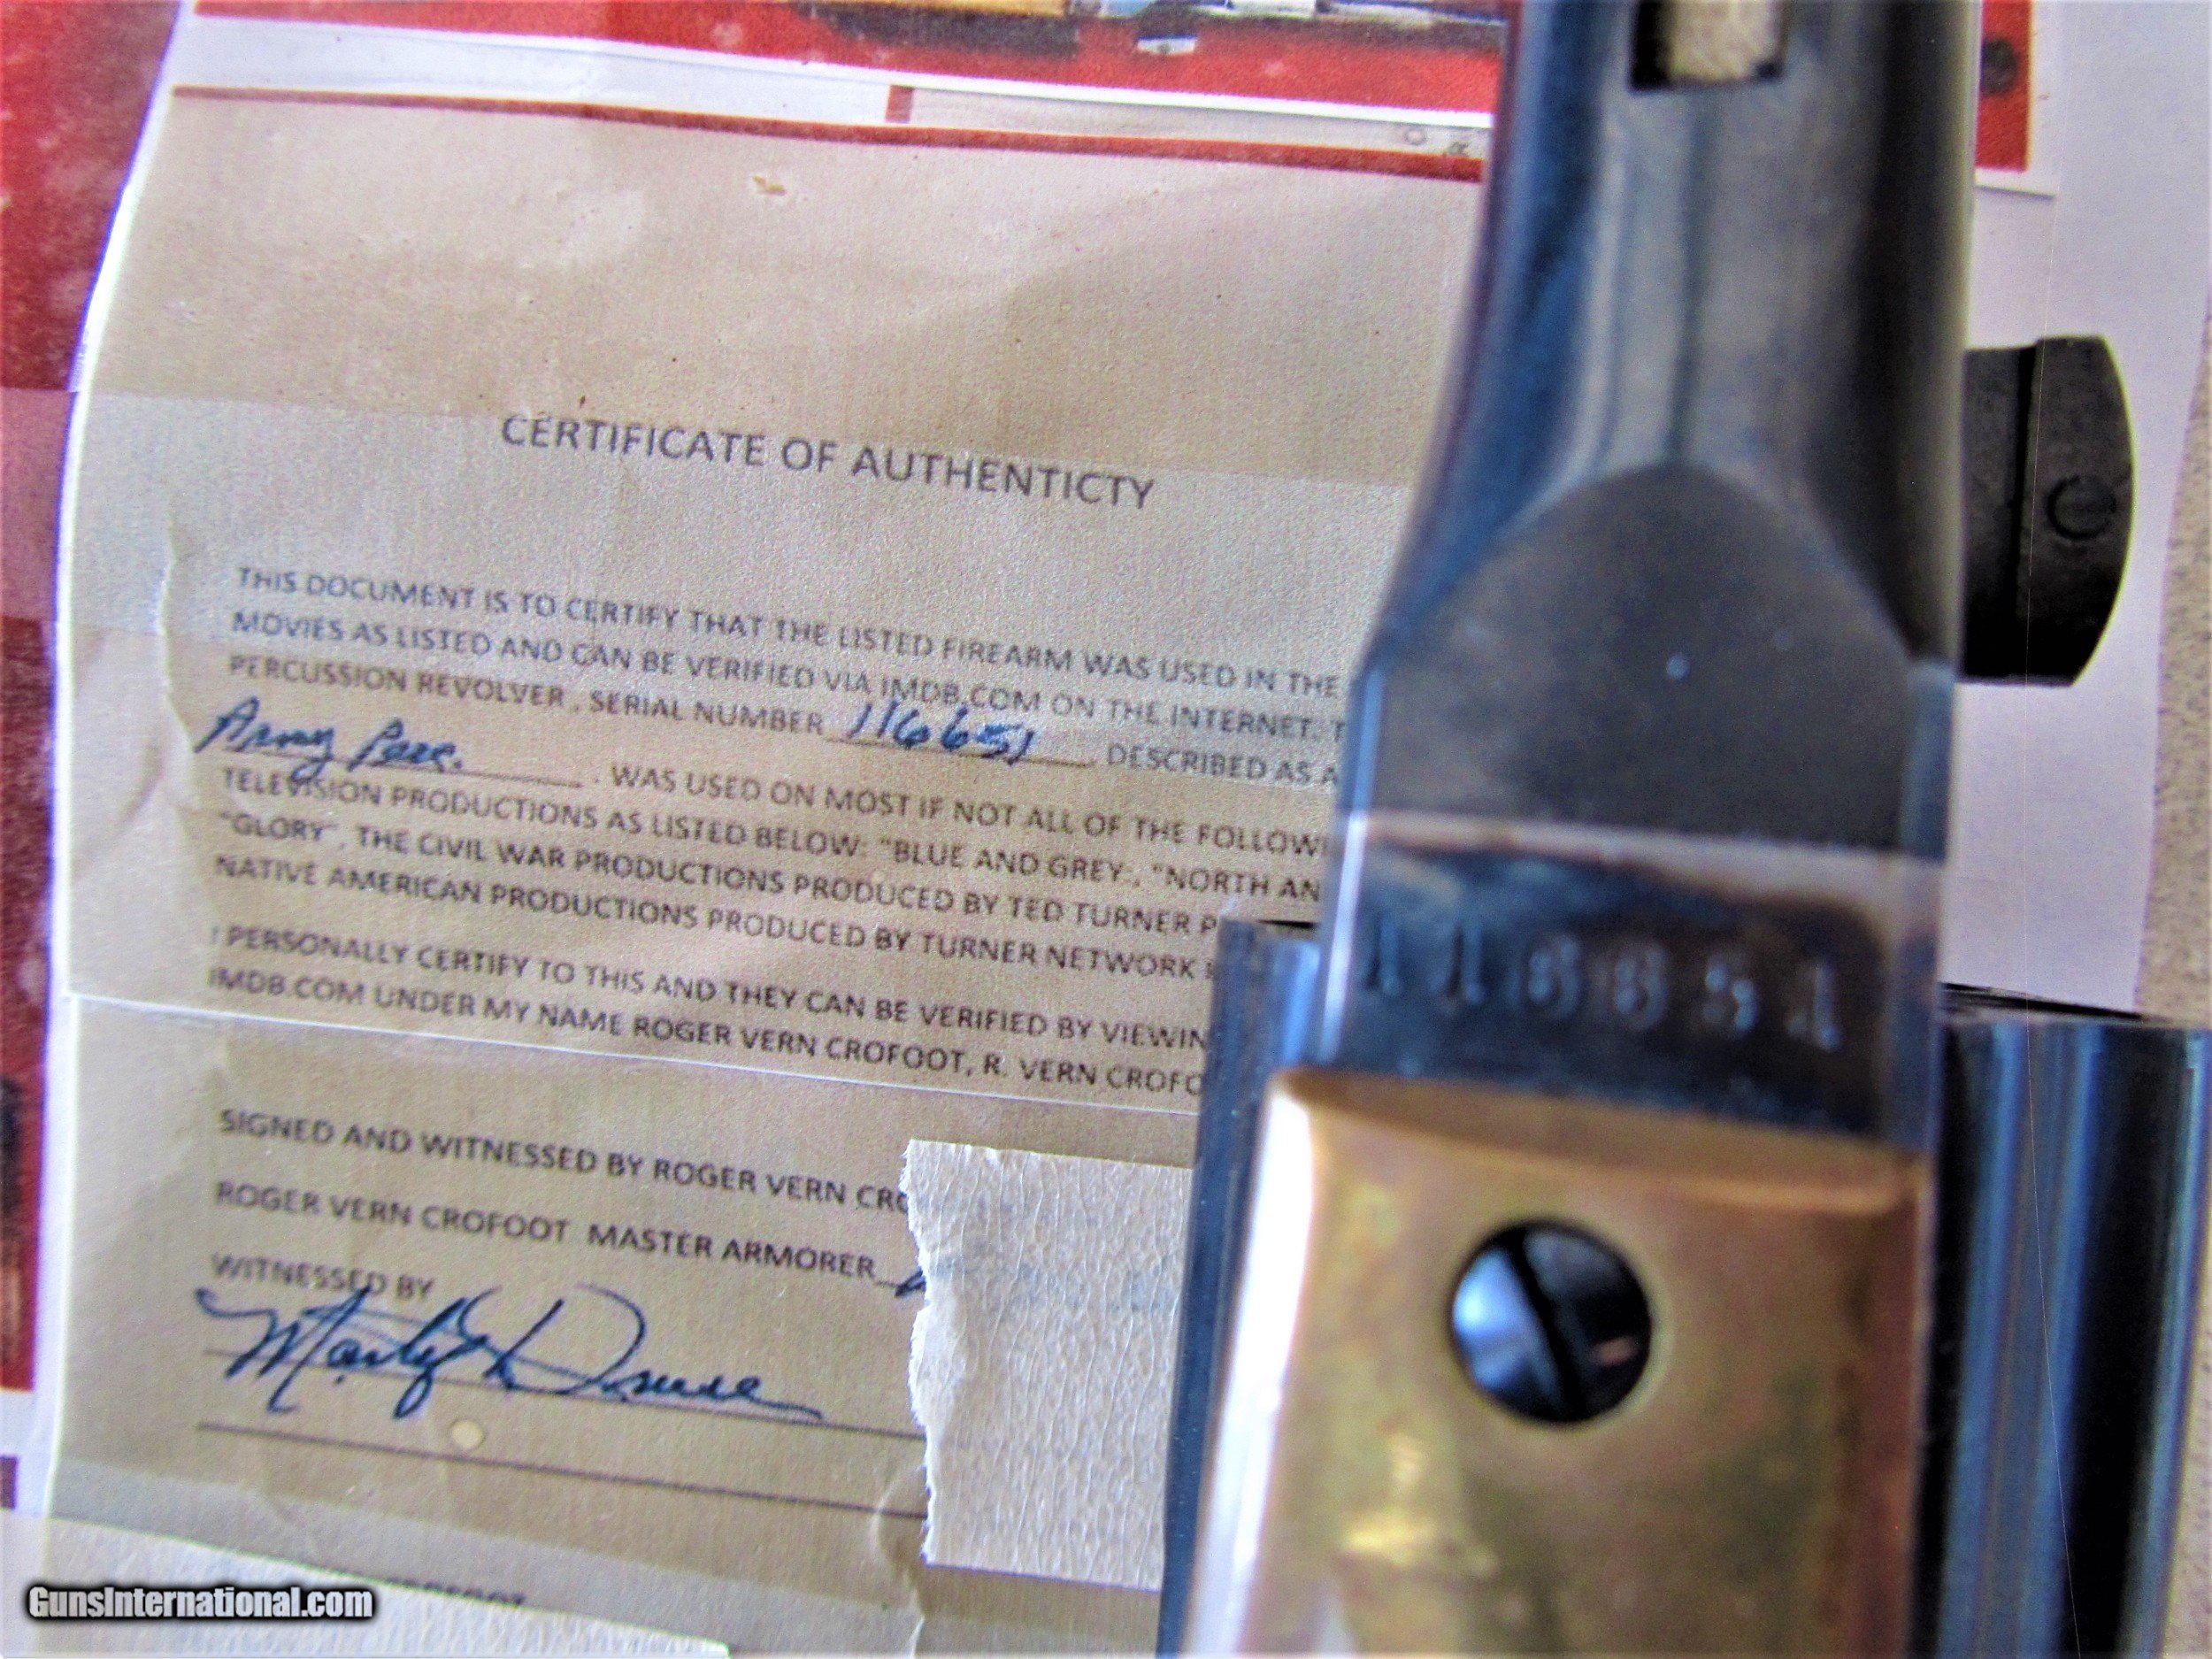 CERTIFICATE OF AUTHENTICTY
THIS DOCUMENT IS TO CERTIFY THAT THE LISTED FIREARM WAS USED IN THE
MOVIES AS LISTED AND CAN BE VERIFIED VIA IMDB.COM ON THE INTERNET. T
PERCUSSION REVOLVER , SERIAL NUMBER 116651 , DESCRIBED AS A
Army Perc. . WAS USED ON MOST IF NOT ALL OF THE FOLLOWI
TELEVISION PRODUCTIONS AS LISTED BELOW: "BLUE AND GREY:, "NORTH AN
"GLORY", THE CIVIL WAR PRODUCTIONS PRODUCED BY TED TURNER P
NATIVE AMERICAN PRODUCTIONS PRODUCED BY TURNER NETWORK
I PERSONALLY CERTIFY TO THIS AND THEY CAN BE VERIFIED BY VIEWIN
IMDB.COM UNDER MY NAME ROGER VERN CROFOOT, R. VERN CROFO
SIGNED AND WITNESSED BY ROGER VERN CRO
ROGER VERN CROFOOT MASTER ARMORER
WITNESSED BY
116651
GunsInternational.com